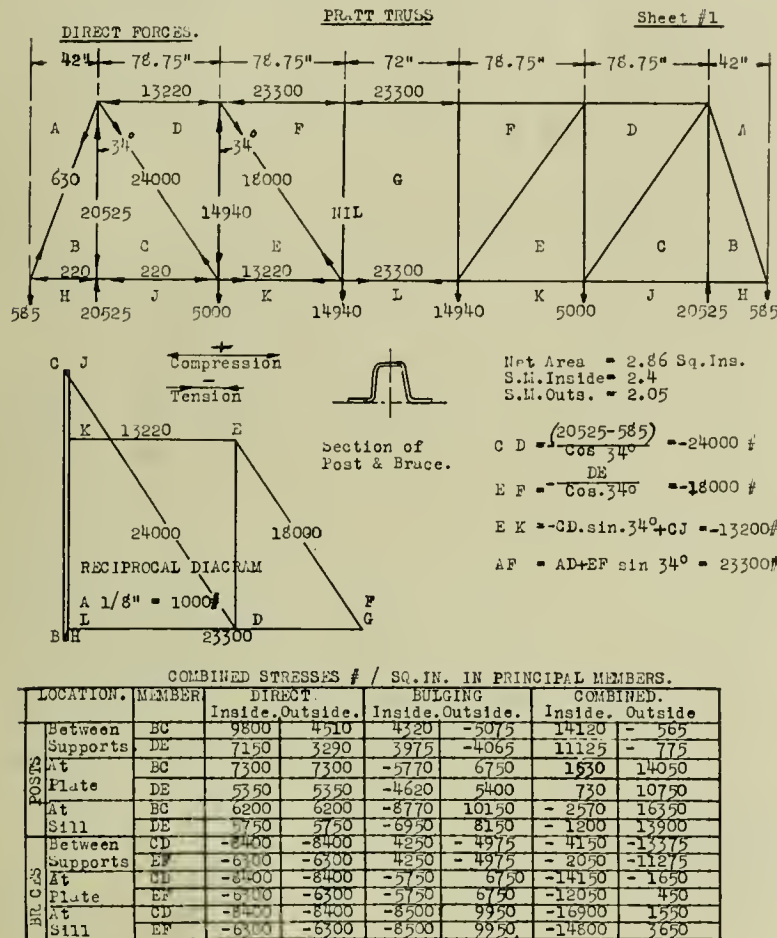 PRATT TRUSS
Sheet #1
DIRECT FORCES.
42" 78.75" 78.75" 72" 78.75" 78.75" 42"
13220 23300 23300
A D F F D A
34° 34°
G
630 24000 18000
20525 14940 NIL
B C E E C B
220 220 13220 23300
H J K L K J H
585 20525 5000 14940 14940 5000 20525 585
C J
+
Compression
-
Tension
Section of
Post & Brace.
Net Area = 2.86 Sq.Ins.
S.M.Inside= 2.4
S.M.Outs. = 2.05
C D = (20525-585) / Cos 34° = -24000 #
E F = - DE / Cos.34° = -18000 #
E K = -CD.sin.34°+CJ = -13200#
AF = AD+EF sin 34° = 23300#
K 13220 E
24000 18000
RECIPROCAL DIAGRAM
A 1/8" = 1000#
F
L D G
B H
23300
COMBINED STRESSES # / SQ.IN. IN PRINCIPAL MEMBERS.
LOCATION. MEMBER DIRECT. BULGING COMBINED.
Inside. Outside. Inside. Outside. Inside. Outside
POSTS
Between BC 9800 4510 4320 -5075 14120 - 565
Supports DE 7150 3290 3975 -4065 11125 - 775
At BC 7300 7300 -5770 6750 1530 14050
Plate DE 5350 5350 -4620 5400 730 10750
At BC 6200 6200 -8770 10150 - 2570 16350
Sill DE 5750 5750 -6950 8150 - 1200 13900
BRACES
Between CD -8400 -8400 4250 - 4975 - 4150 -13375
Supports EF -6300 -6300 4250 - 4975 - 2050 -11275
At CD -8400 -8400 -5750 6750 -14150 - 1650
Plate EF -6300 -6300 -5750 6750 -12050 450
At CD -8400 -8400 -8500 9950 -16900 1550
Sill EF -6300 -6300 -8500 9950 -14800 3650